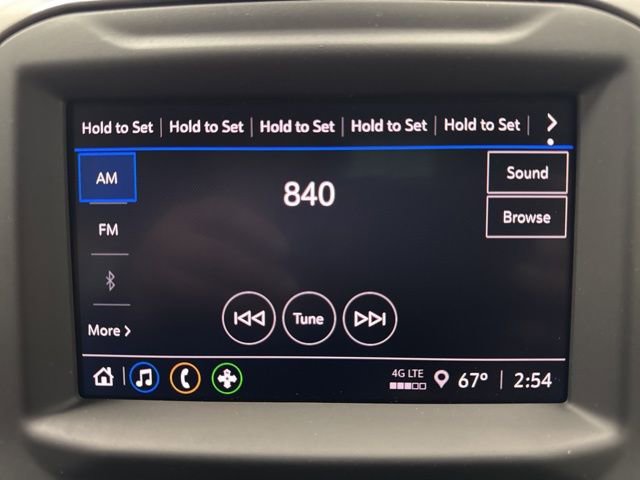 Hold to Set | Hold to Set | Hold to Set | Hold to Set | Hold to Set |
AM
840
Sound
FM
Browse
More
Tune
4G LTE
67° | 2:54